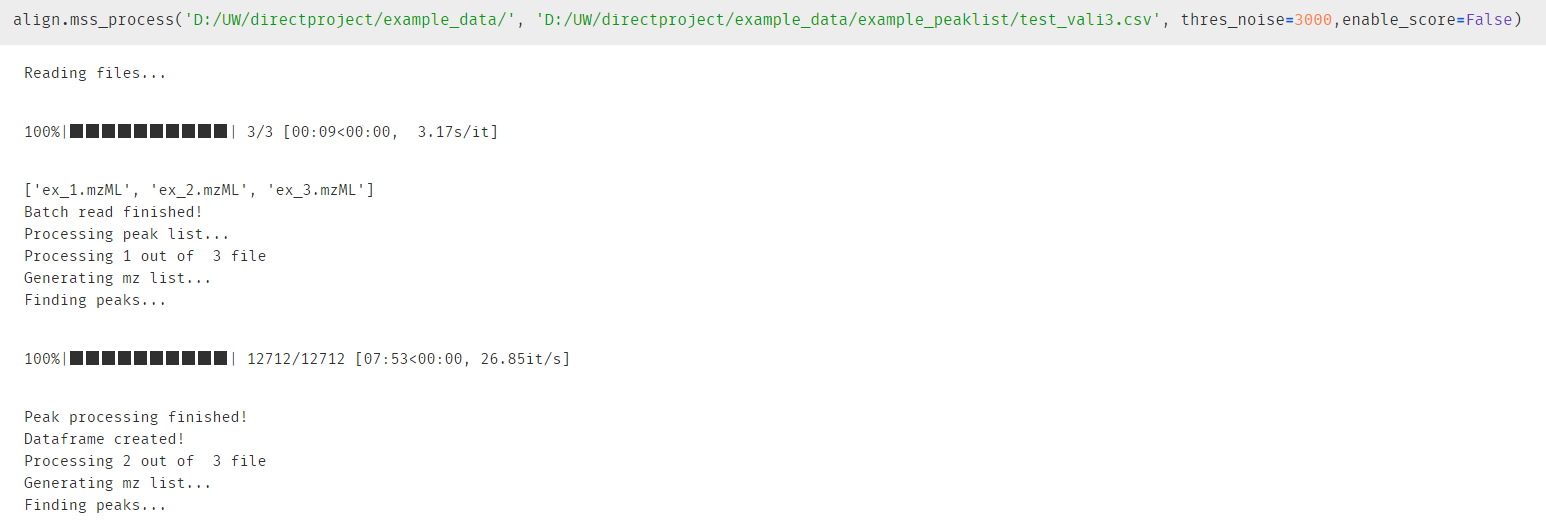 align.mss_process('D:/UW/directproject/example_data/', 'D:/UW/directproject/example_data/example_peaklist/test_vali3.csv', thres_noise=3000,enable_score=False)
Reading files...
100%|██████████| 3/3 [00:09<00:00,  3.17s/it]
['ex_1.mzML', 'ex_2.mzML', 'ex_3.mzML']
Batch read finished!
Processing peak list...
Processing 1 out of  3 file
Generating mz list...
Finding peaks...
100%|██████████| 12712/12712 [07:53<00:00, 26.85it/s]
Peak processing finished!
Dataframe created!
Processing 2 out of  3 file
Generating mz list...
Finding peaks...